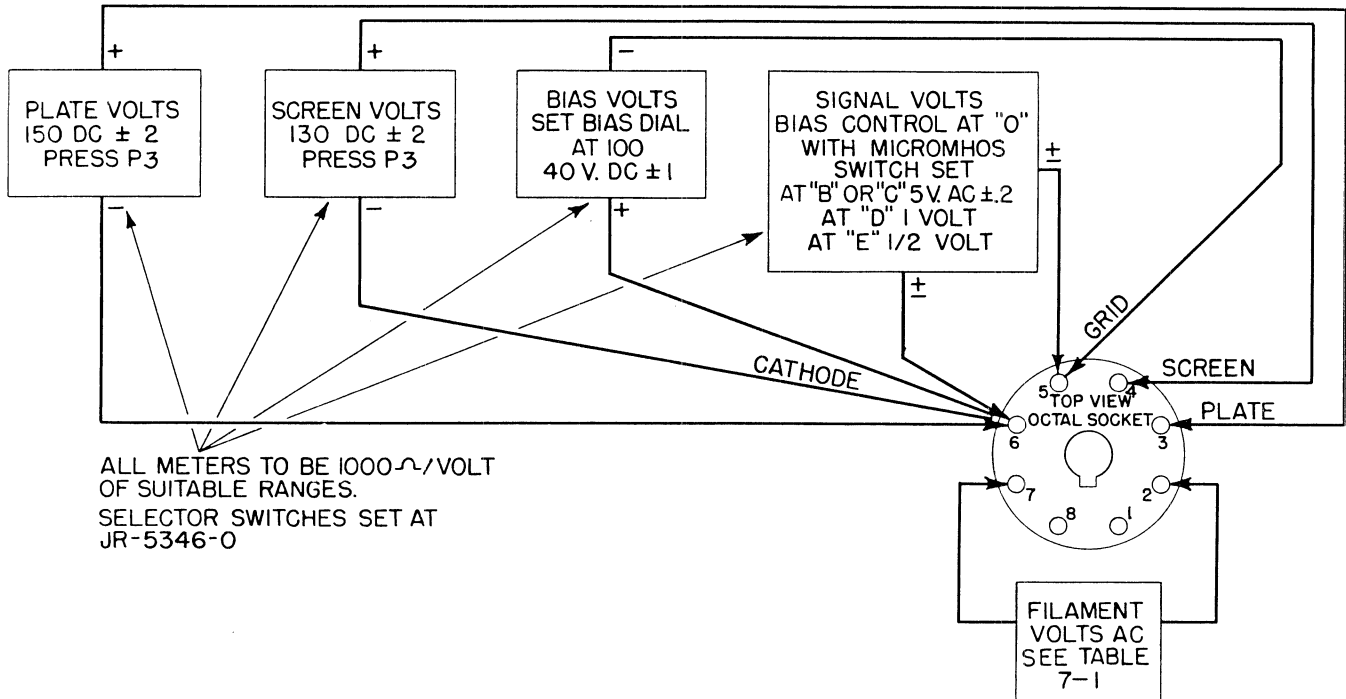 +
PLATE VOLTS
150 DC ± 2
PRESS P3
−
+
SCREEN VOLTS
130 DC ± 2
PRESS P3
−
−
BIAS VOLTS
SET BIAS DIAL
AT 100
40 V. DC ± 1
+
SIGNAL VOLTS
BIAS CONTROL AT "O"
WITH MICROMHOS
SWITCH SET
AT "B" OR "C" 5V. AC ±.2
AT "D" 1 VOLT
AT "E" 1/2 VOLT
±
±
GRID
CATHODE
SCREEN
PLATE
5
4
TOP VIEW
OCTAL SOCKET
6
3
7
2
8
1
ALL METERS TO BE 1000-Ω-/VOLT
OF SUITABLE RANGES.
SELECTOR SWITCHES SET AT
JR-5346-0
FILAMENT
VOLTS AC
SEE TABLE
7-1